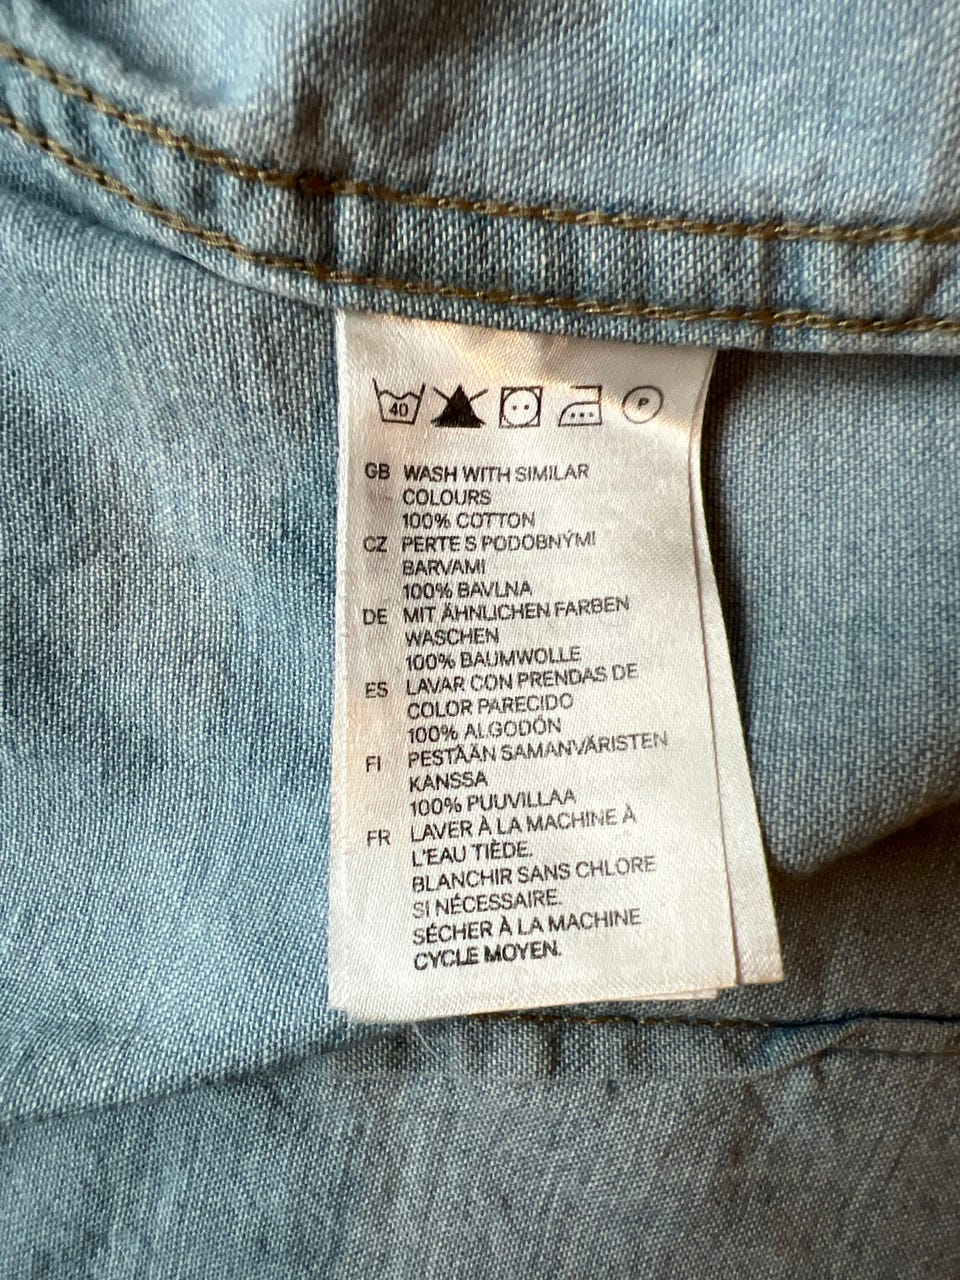 40 P
GB WASH WITH SIMILAR
COLOURS
100% COTTON
CZ PERTE S PODOBNÝMI
BARVAMI
100% BAVLNA
DE MIT ÄHNLICHEN FARBEN
WASCHEN
100% BAUMWOLLE
ES LAVAR CON PRENDAS DE
COLOR PARECIDO
100% ALGODÓN
FI PESTÄÄN SAMANVÄRISTEN
KANSSA
100% PUUVILLAA
FR LAVER À LA MACHINE À
L'EAU TIÈDE.
BLANCHIR SANS CHLORE
SI NÉCESSAIRE.
SÉCHER À LA MACHINE
CYCLE MOYEN.